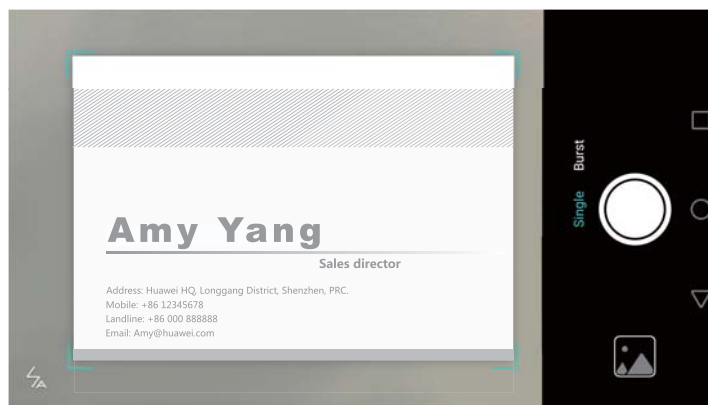 Amy Yang
Sales director
Address: Huawei HQ, Longgang District, Shenzhen, PRC.
Mobile: +86 12345678
Landline: +86 000 888888
Email: Amy@huawei.com
Single Burst